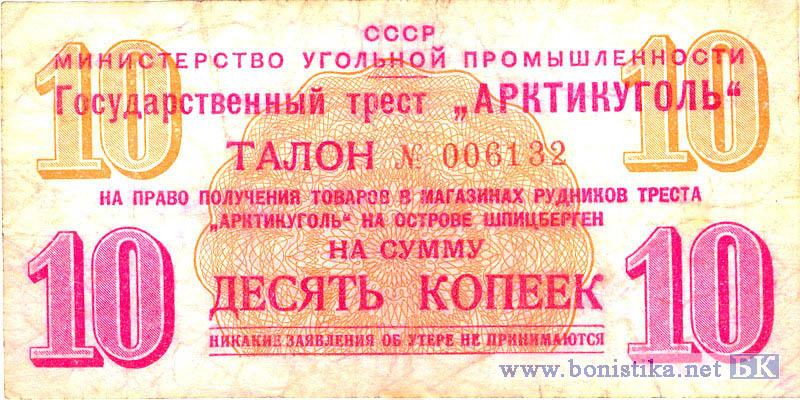 СССР
МИНИСТЕРСТВО УГОЛЬНОЙ ПРОМЫШЛЕННОСТИ
10 10
Государственный трест „АРКТИКУГОЛЬ“
ТАЛОН № 006132
НА ПРАВО ПОЛУЧЕНИЯ ТОВАРОВ В МАГАЗИНАХ РУДНИКОВ ТРЕСТА
„АРКТИКУГОЛЬ“ НА ОСТРОВЕ ШПИЦБЕРГЕН
НА СУММУ
10 10
ДЕСЯТЬ КОПЕЕК
НИКАКИЕ ЗАЯВЛЕНИЯ ОБ УТЕРЕ НЕ ПРИНИМАЮТСЯ
www.bonistika.net БК